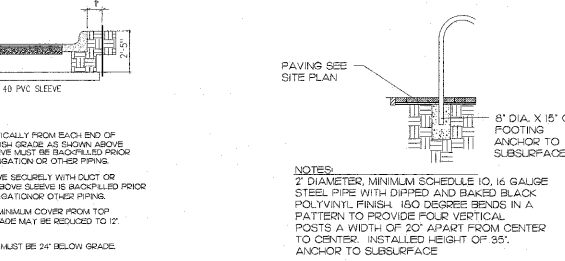 1'
2'-5"
40 PVC SLEEVE
TICALLY FROM EACH END OF
ISH GRADE AS SHOWN ABOVE
VE MUST BE BACKFILLED PRIOR
IGATION OR OTHER PIPING.
VE SECURELY WITH DUCT OR
BOVE SLEEVE IS BACKFILLED PRIOR
IGATIONOR OTHER PIPING.
MINIMUM COVER FROM TOP
ADE MAY BE REDUCED TO 12".
MUST BE 24" BELOW GRADE.
PAVING SEE
SITE PLAN
8" DIA. X 15"
FOOTING
ANCHOR TO
SUBSURFACE
NOTES:
2" DIAMETER, MINIMUM SCHEDULE 10, 16 GAUGE
STEEL PIPE WITH DIPPED AND BAKED BLACK
POLYVINYL FINISH. 180 DEGREE BENDS IN A
PATTERN TO PROVIDE FOUR VERTICAL
POSTS A WIDTH OF 20" APART FROM CENTER
TO CENTER. INSTALLED HEIGHT OF 35".
ANCHOR TO SUBSURFACE